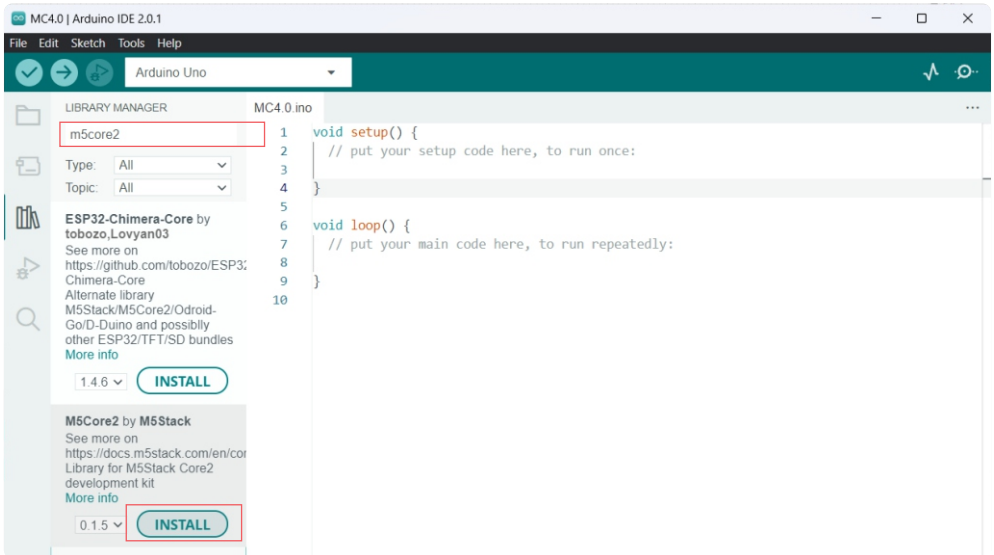 MC4.0 | Arduino IDE 2.0.1
File Edit Sketch Tools Help
Arduino Uno
LIBRARY MANAGER
m5core2
Type: All
Topic: All
ESP32-Chimera-Core by
tobozo,Lovyan03
See more on
https://github.com/tobozo/ESP32
Chimera-Core
Alternate library
M5Stack/M5Core2/Odroid-
Go/D-Duino and possiblly
other ESP32/TFT/SD bundles
More info
1.4.6 INSTALL
M5Core2 by M5Stack
See more on
https://docs.m5stack.com/en/cor
Library for M5Stack Core2
development kit
More info
0.1.5 INSTALL
MC4.0.ino
1 void setup() {
2 // put your setup code here, to run once:
3
4 }
5
6 void loop() {
7 // put your main code here, to run repeatedly:
8
9 }
10